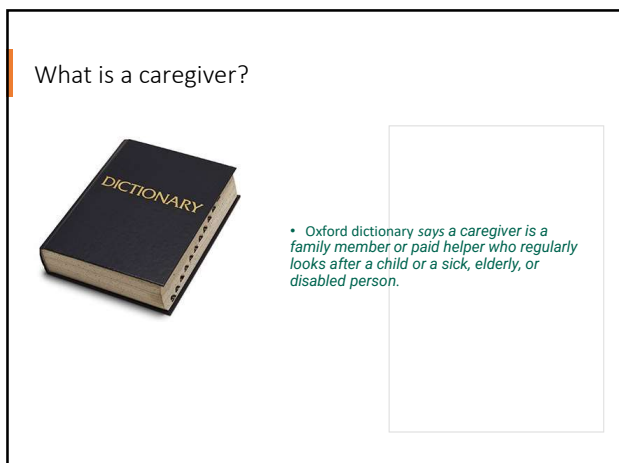 What is a caregiver?
DICTIONARY
• Oxford dictionary says a caregiver is a
family member or paid helper who regularly
looks after a child or a sick, elderly, or
disabled person.